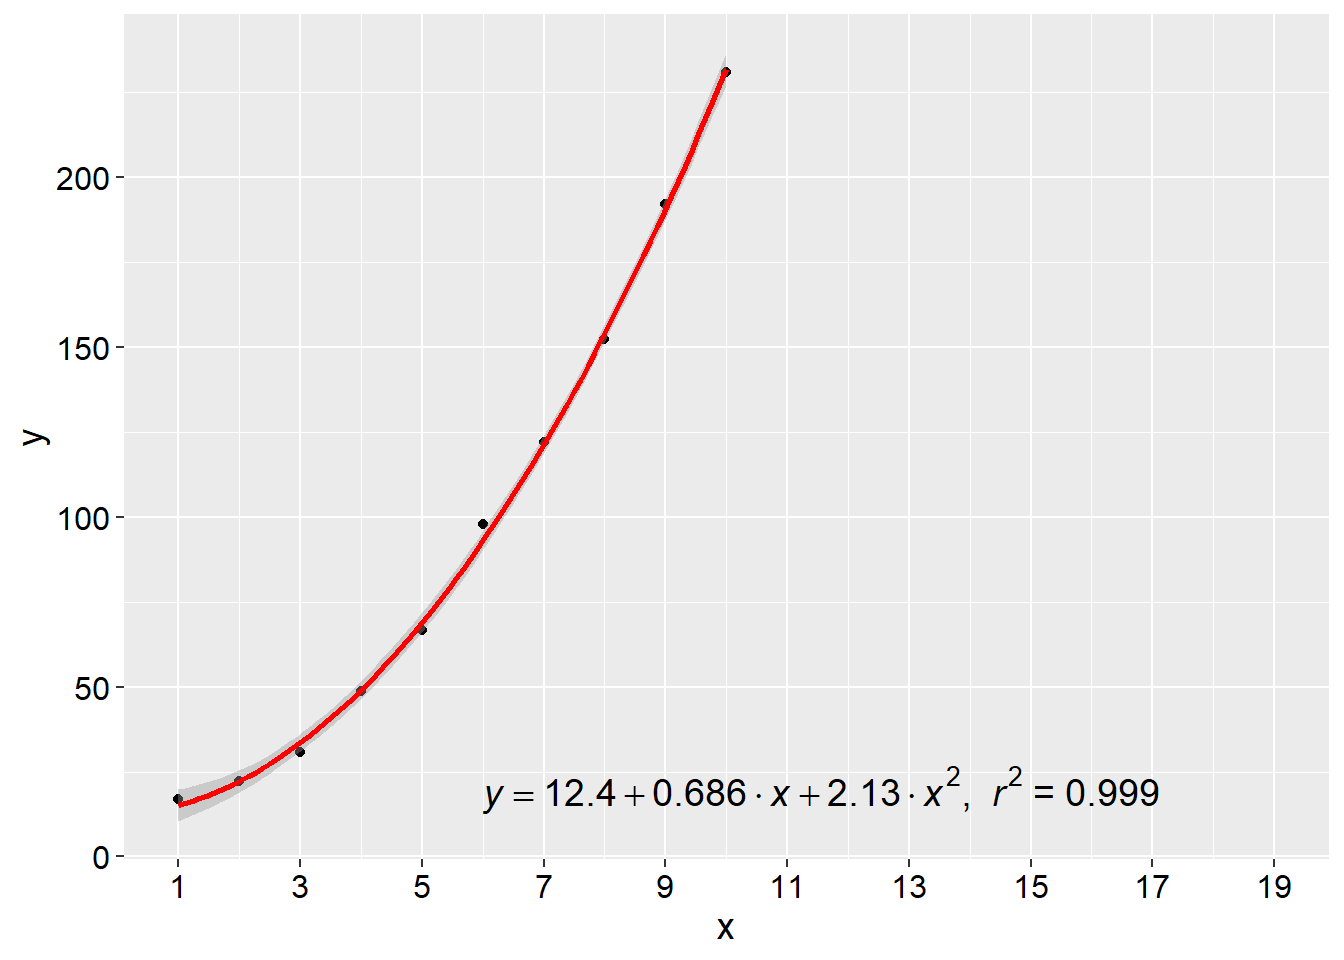 200
150
y
100
50
y = 12.4 + 0.686 · x + 2.13 · x², r² = 0.999
0
1 3 5 7 9 11 13 15 17 19
x